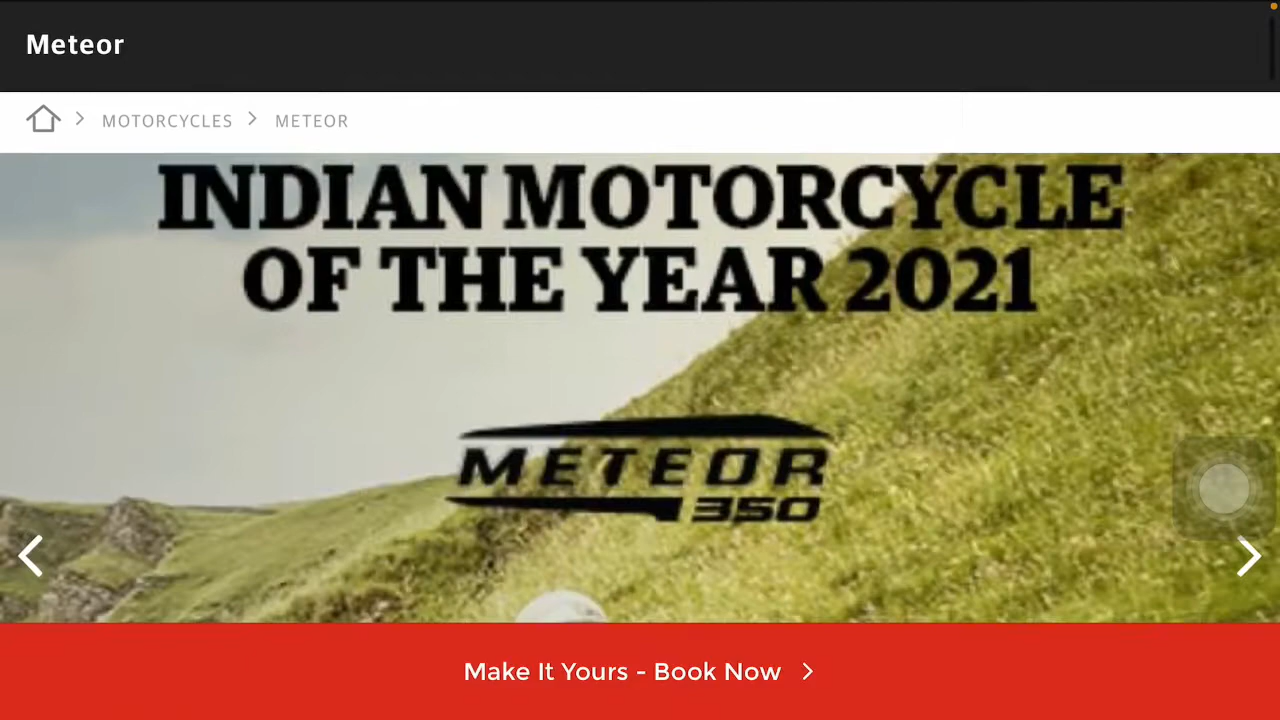 Meteor
MOTORCYCLES
METEOR
INDIAN MOTORCYCLE
OF THE YEAR 2021
METEOR
350
Make It Yours - Book Now